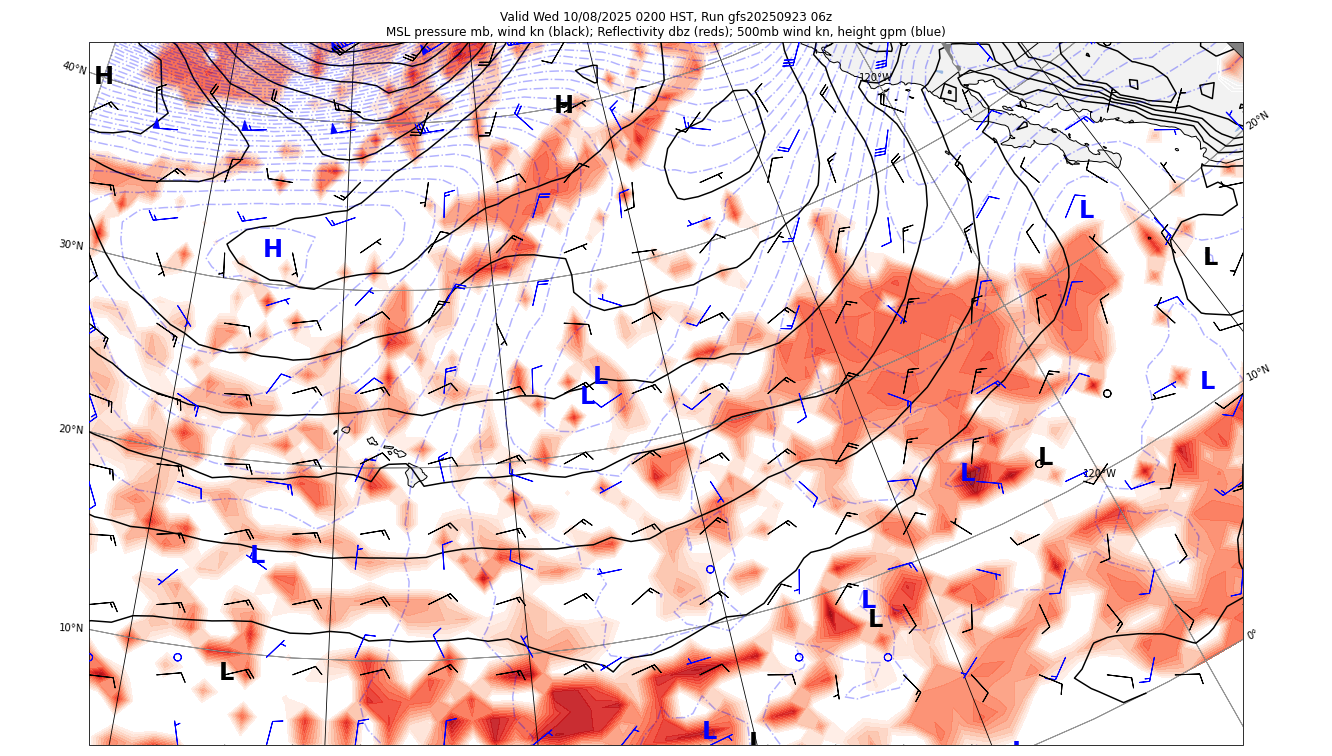 Valid Wed 10/08/2025 0200 HST, Run gfs20250923 06z
MSL pressure mb, wind kn (black); Reflectivity dbz (reds); 500mb wind kn, height gpm (blue)
40°N
H
H
120°W
20°N
L
30°N
H
L
L
L
L
10°N
20°N
L
L
120°W
L
L
L
10°N
0°
L
L
L
L